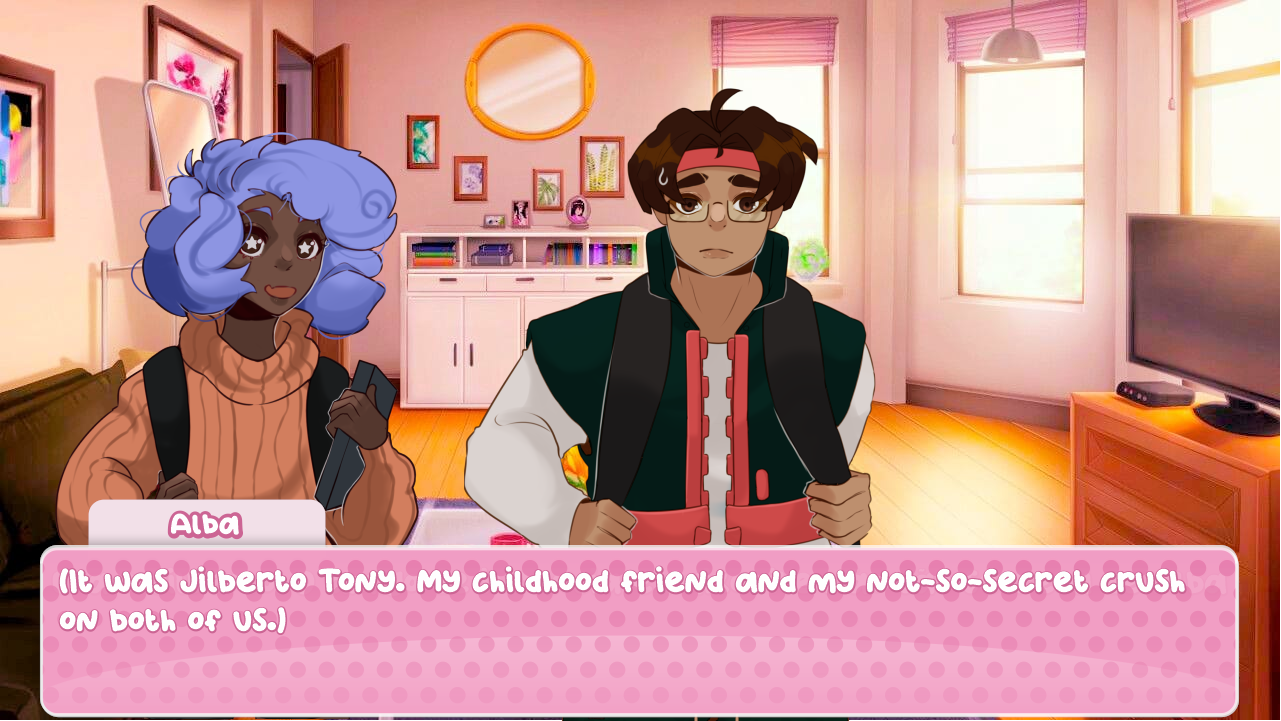 Alba
(It was Jilberto Tony. My childhood friend and my not-so-secret crush
on both of us.)